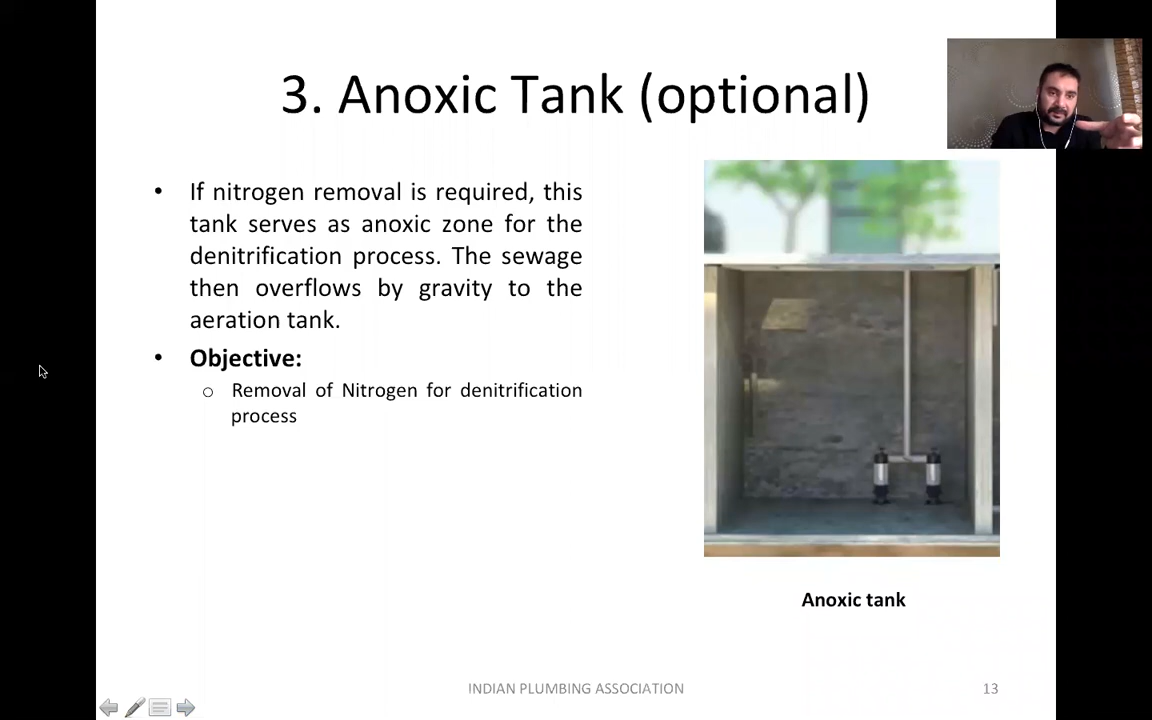 3. Anoxic Tank (optional)
• If nitrogen removal is required, this
tank serves as anoxic zone for the
denitrification process. The sewage
then overflows by gravity to the
aeration tank.
• Objective:
o Removal of Nitrogen for denitrification
process
Anoxic tank
INDIAN PLUMBING ASSOCIATION
13